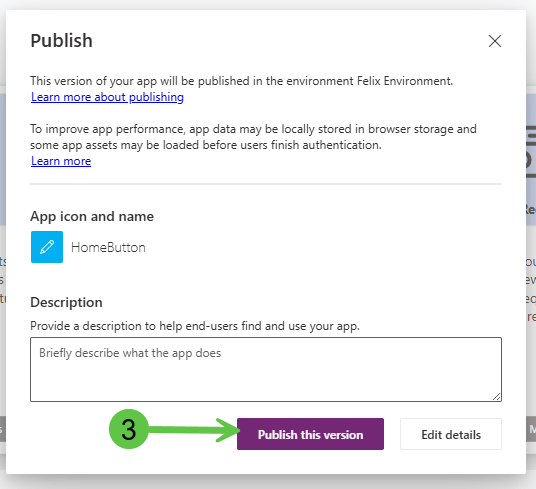 Publish
This version of your app will be published in the environment Felix Environment.
Learn more about publishing
To improve app performance, app data may be locally stored in browser storage and
some app assets may be loaded before users finish authentication.
Learn more
App icon and name
HomeButton
Description
Provide a description to help end-users find and use your app.
Briefly describe what the app does
3
Publish this version
Edit details